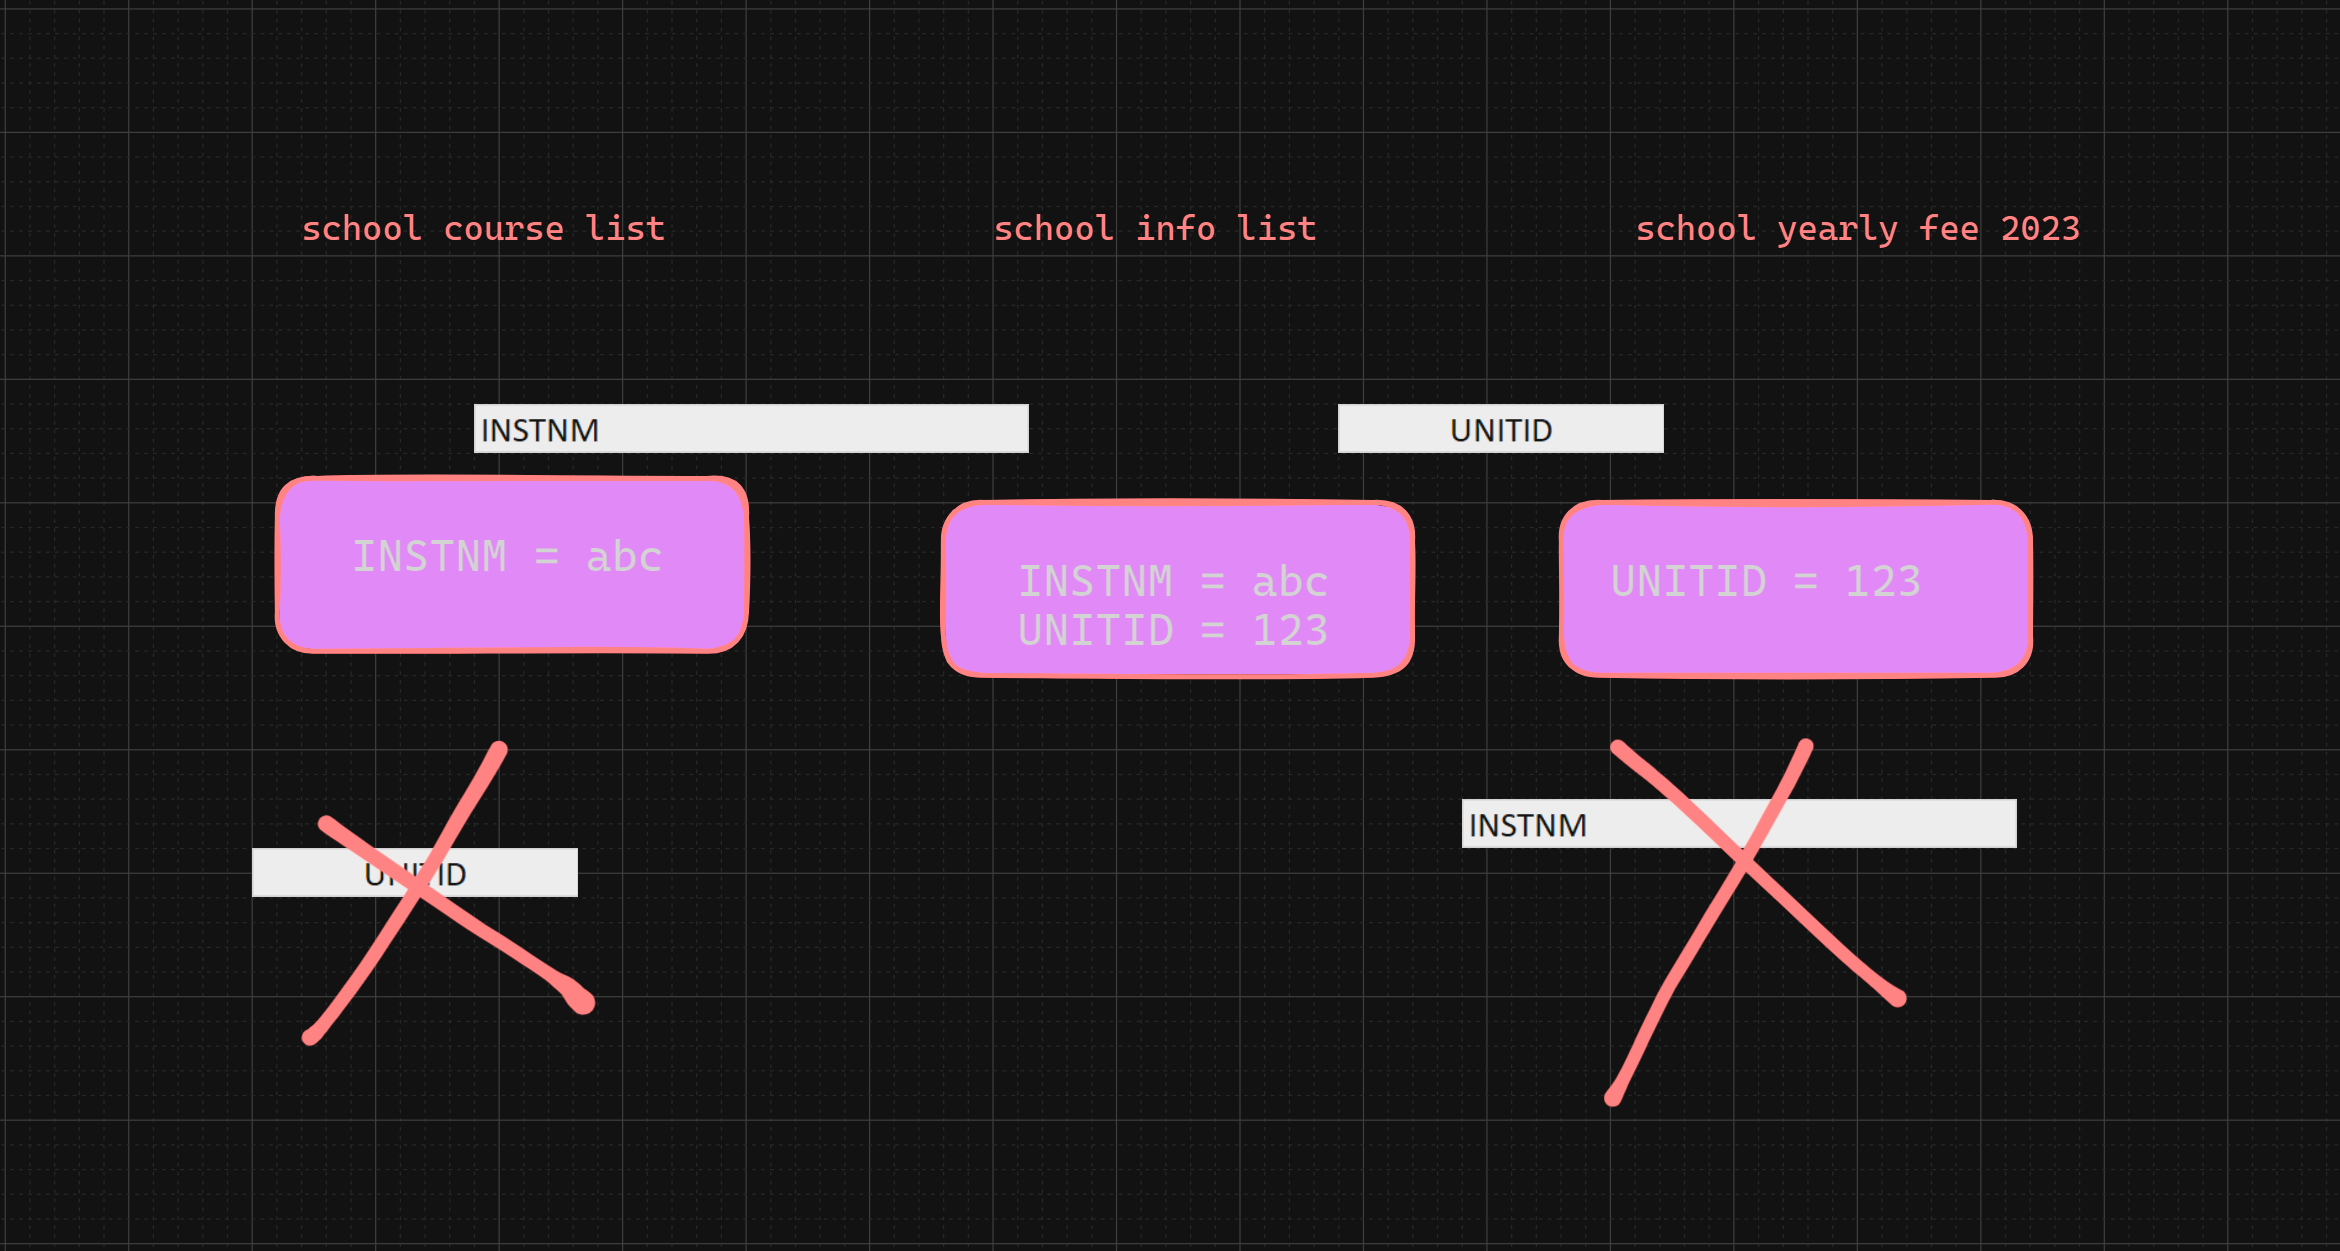 school course list
school info list
school yearly fee 2023
INSTNM
UNITID
INSTNM = abc
INSTNM = abc
UNITID = 123
UNITID = 123
INSTNM
UNITID